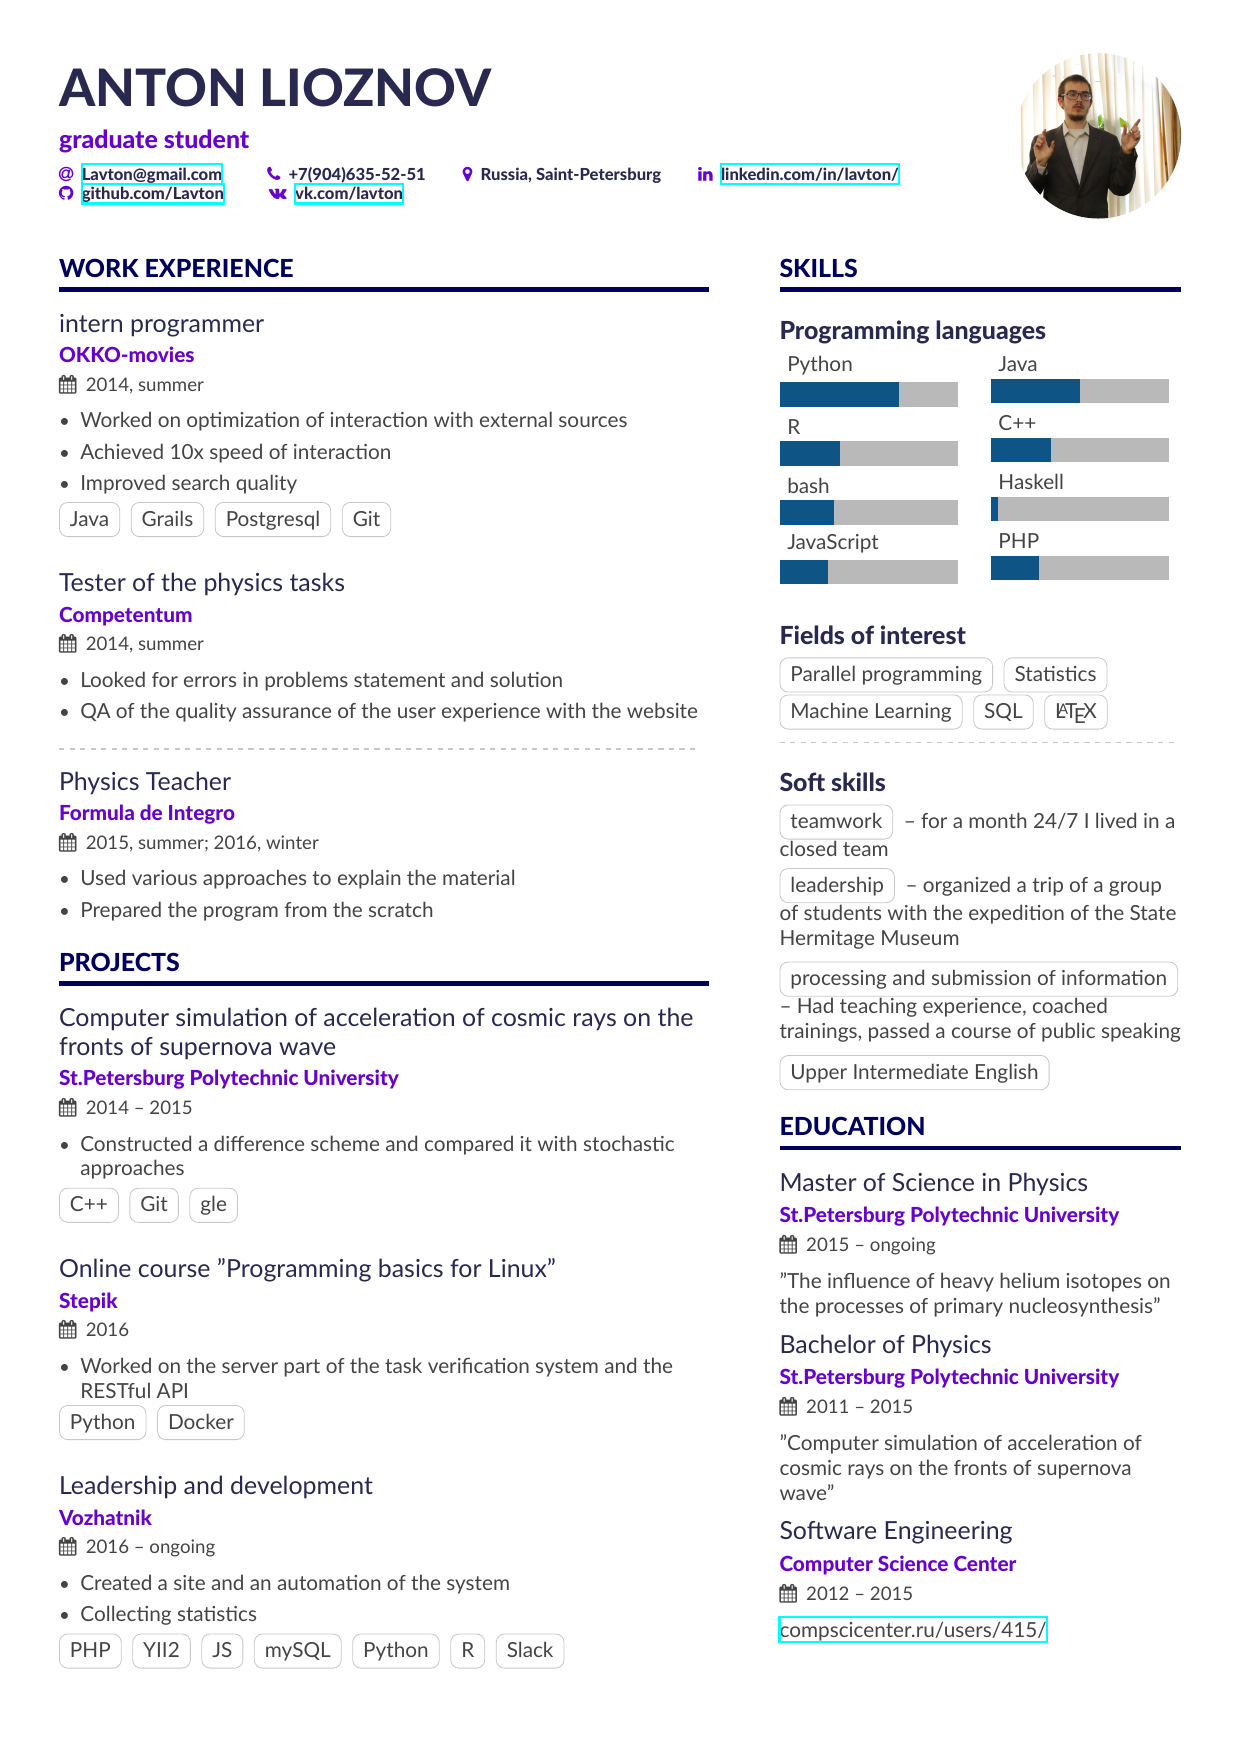 ANTON LIOZNOV
graduate student
Lavton@gmail.com +7(904)635-52-51 Russia, Saint-Petersburg linkedin.com/in/lavton/
github.com/Lavton vk.com/lavton
WORK EXPERIENCE
intern programmer
OKKO-movies
2014, summer
• Worked on optimization of interaction with external sources
• Achieved 10x speed of interaction
• Improved search quality
Java Grails Postgresql Git
Tester of the physics tasks
Competentum
2014, summer
• Looked for errors in problems statement and solution
• QA of the quality assurance of the user experience with the website
Physics Teacher
Formula de Integro
2015, summer; 2016, winter
• Used various approaches to explain the material
• Prepared the program from the scratch
PROJECTS
Computer simulation of acceleration of cosmic rays on the
fronts of supernova wave
St.Petersburg Polytechnic University
2014 – 2015
• Constructed a difference scheme and compared it with stochastic
approaches
C++ Git gle
Online course ”Programming basics for Linux”
Stepik
2016
• Worked on the server part of the task verification system and the
RESTful API
Python Docker
Leadership and development
Vozhatnik
2016 – ongoing
• Created a site and an automation of the system
• Collecting statistics
PHP YII2 JS mySQL Python R Slack
SKILLS
Programming languages
Python Java
R C++
bash Haskell
JavaScript PHP
Fields of interest
Parallel programming Statistics
Machine Learning SQL LATEX
Soft skills
teamwork – for a month 24/7 I lived in a
closed team
leadership – organized a trip of a group
of students with the expedition of the State
Hermitage Museum
processing and submission of information
– Had teaching experience, coached
trainings, passed a course of public speaking
Upper Intermediate English
EDUCATION
Master of Science in Physics
St.Petersburg Polytechnic University
2015 – ongoing
”The influence of heavy helium isotopes on
the processes of primary nucleosynthesis”
Bachelor of Physics
St.Petersburg Polytechnic University
2011 – 2015
”Computer simulation of acceleration of
cosmic rays on the fronts of supernova
wave”
Software Engineering
Computer Science Center
2012 – 2015
compscicenter.ru/users/415/